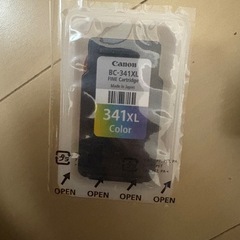 Canon
BC-341XL
FINE Cartridge
Made in Japan
341XL
Color
OPEN OPEN OPEN OPEN